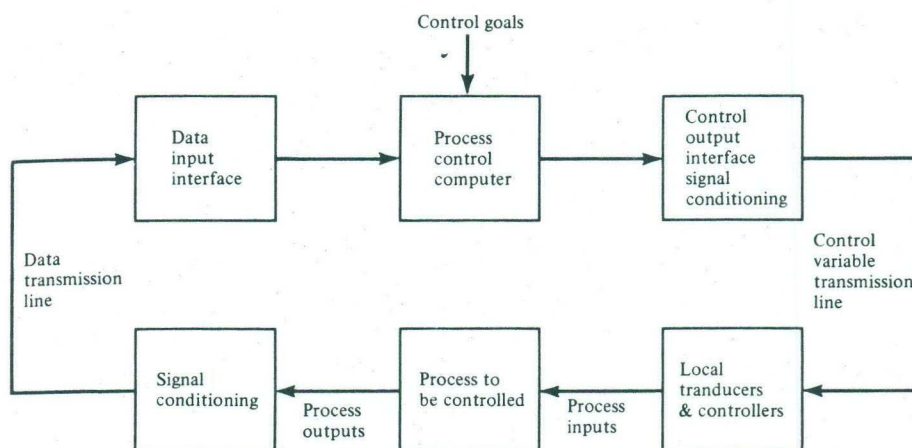 Control goals
Data
input
interface
Process
control
computer
Control
output
interface
signal
conditioning
Data
transmission
line
Control
variable
transmission
line
Signal
conditioning
Process
outputs
Process to
be controlled
Process
inputs
Local
tranducers
& controllers